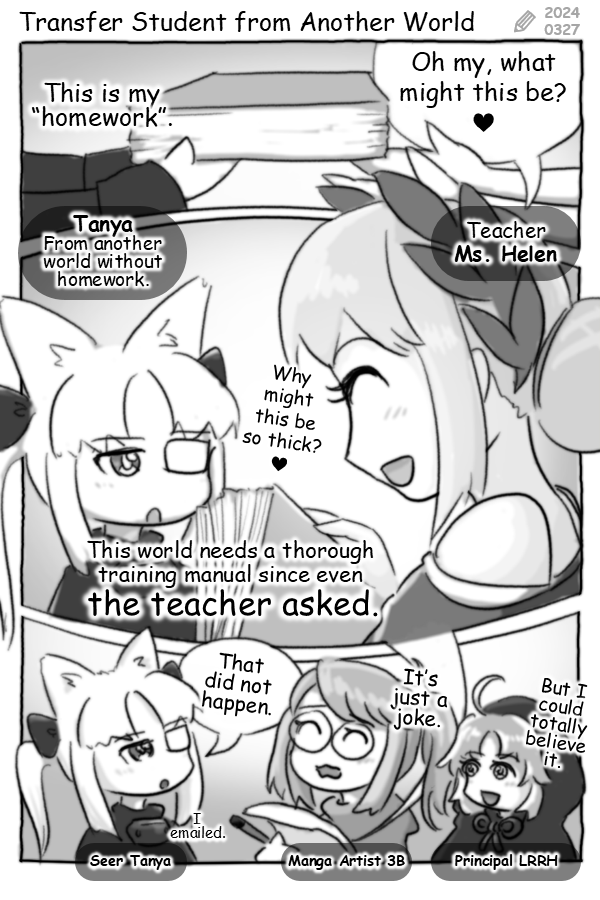 Transfer Student from Another World
2024
0327
This is my
“homework”.
Oh my, what
might this be?
♥
Tanya
From another
world without
homework.
Teacher
Ms. Helen
Why
might
this be
so thick?
♥
This world needs a thorough
training manual since even
the teacher asked.
That
did not
happen.
It's
just a
joke.
But I
could
totally
believe
it.
I
emailed.
Seer Tanya
Manga Artist 3B
Principal LRRH